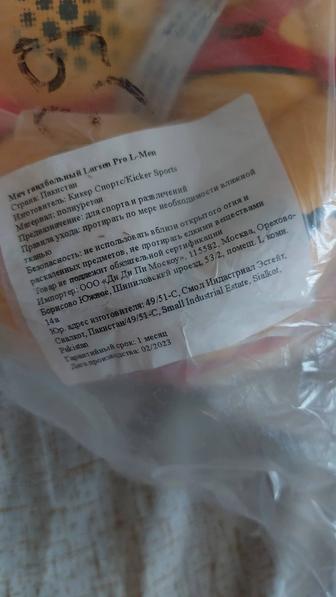 Мяч гандбольный Larsen Pro L-Men
Страна: Пакистан
Изготовитель: Кикер Спортс/Kicker Sports
Материал: полиуретан
Предназначение: для спорта и развлечений
Правила ухода: протирать по мере необходимости влажной
тканью
Безопасность: не использовать вблизи открытого огня и
раскаленных предметов, не протирать едкими веществами
Товар не подлежит обязательной сертификации
Импортер: ООО «Ди Ди Пи Москоу», 115582, Москва, Орехово-
Борисово Южное, Шипиловский проезд, 53/2, помещ. I, комн.
14а
Юр. адрес изготовителя: 49/51-С, Смол Индастриал Эстейт,
Сиалкот, Пакистан/49/51-C, Small Industrial Estate, Sialkot,
Pakistan
Гарантийный срок: 1 месяц
Дата производства: 02/2023